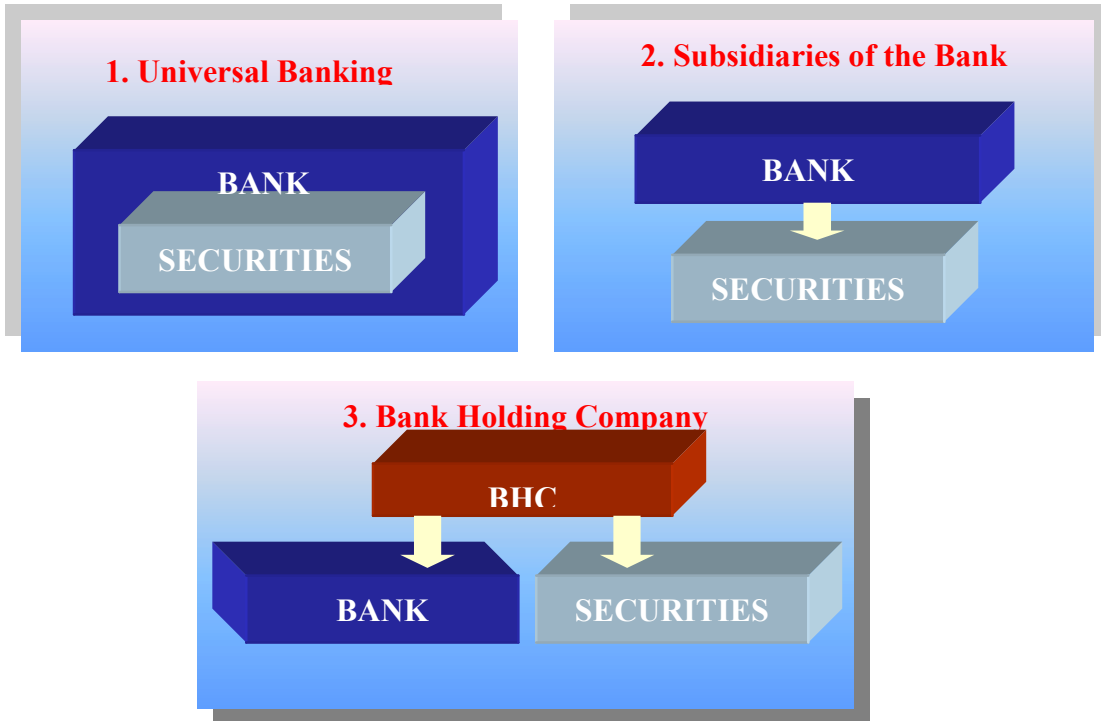 1. Universal Banking
BANK
SECURITIES
2. Subsidiaries of the Bank
BANK
SECURITIES
3. Bank Holding Company
BHC
BANK
SECURITIES